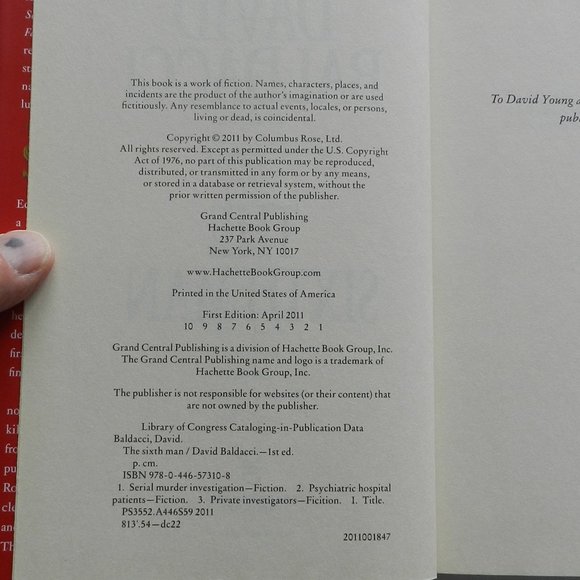 This book is a work of fiction. Names, characters, places, and
incidents are the product of the author's imagination or are used
fictitiously. Any resemblance to actual events, locales, or persons,
living or dead, is coincidental.
Copyright © 2011 by Columbus Rose, Ltd.
All rights reserved. Except as permitted under the U.S. Copyright
Act of 1976, no part of this publication may be reproduced,
distributed, or transmitted in any form or by any means,
or stored in a database or retrieval system, without the
prior written permission of the publisher.
Grand Central Publishing
Hachette Book Group
237 Park Avenue
New York, NY 10017
www.HachetteBookGroup.com
Printed in the United States of America
First Edition: April 2011
10 9 8 7 6 5 4 3 2 1
Grand Central Publishing is a division of Hachette Book Group, Inc.
The Grand Central Publishing name and logo is a trademark of
Hachette Book Group, Inc.
The publisher is not responsible for websites (or their content) that
are not owned by the publisher.
Library of Congress Cataloging-in-Publication Data
Baldacci, David.
The sixth man / David Baldacci.—1st ed.
p. cm.
ISBN 978-0-446-57310-8
1. Serial murder investigation—Fiction. 2. Psychiatric hospital
patients—Fiction. 3. Private investigators—Ficition. I. Title.
PS3552.A446S59 2011
813'.54—dc22
2011001847
To David Young a
publ